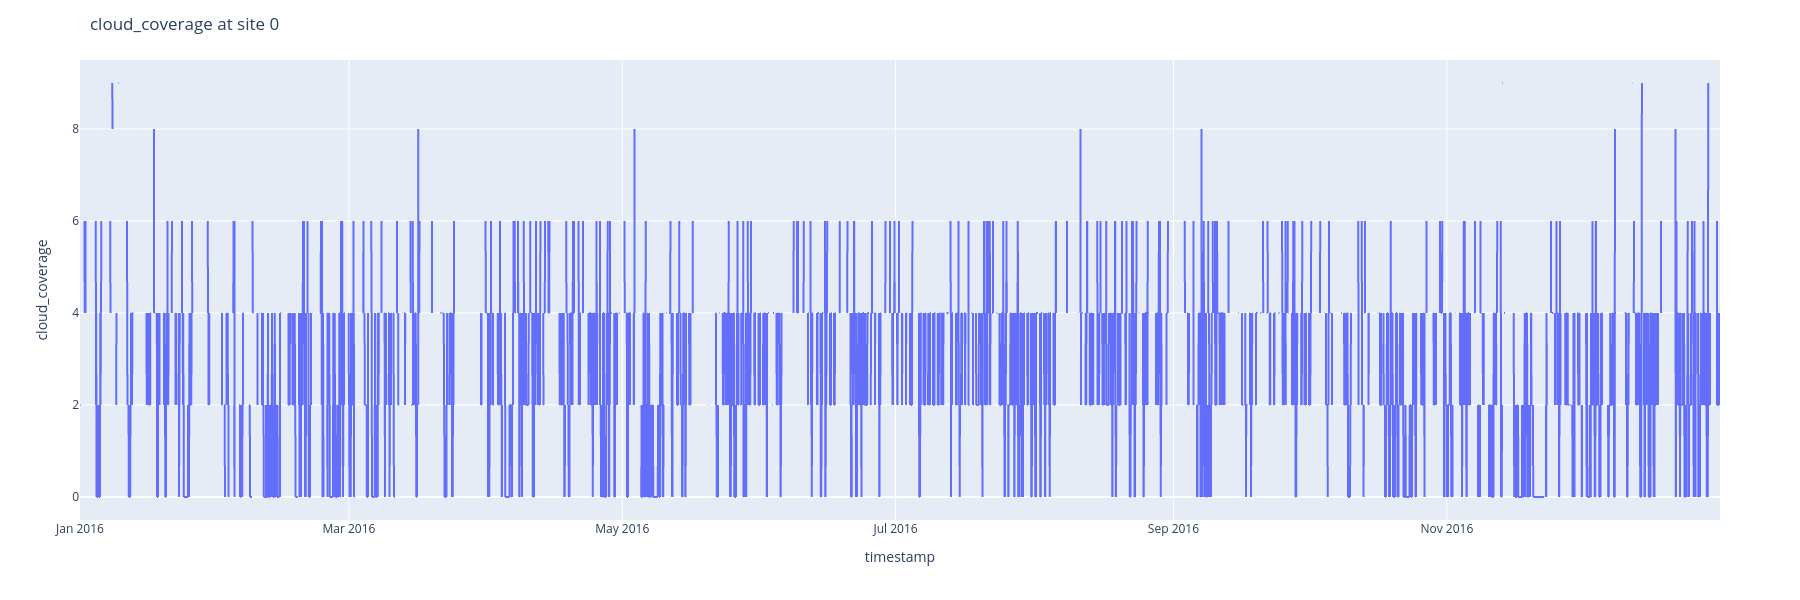 cloud_coverage at site 0
cloud_coverage
8
6
4
2
0
Jan 2016
Mar 2016
May 2016
Jul 2016
Sep 2016
Nov 2016
timestamp